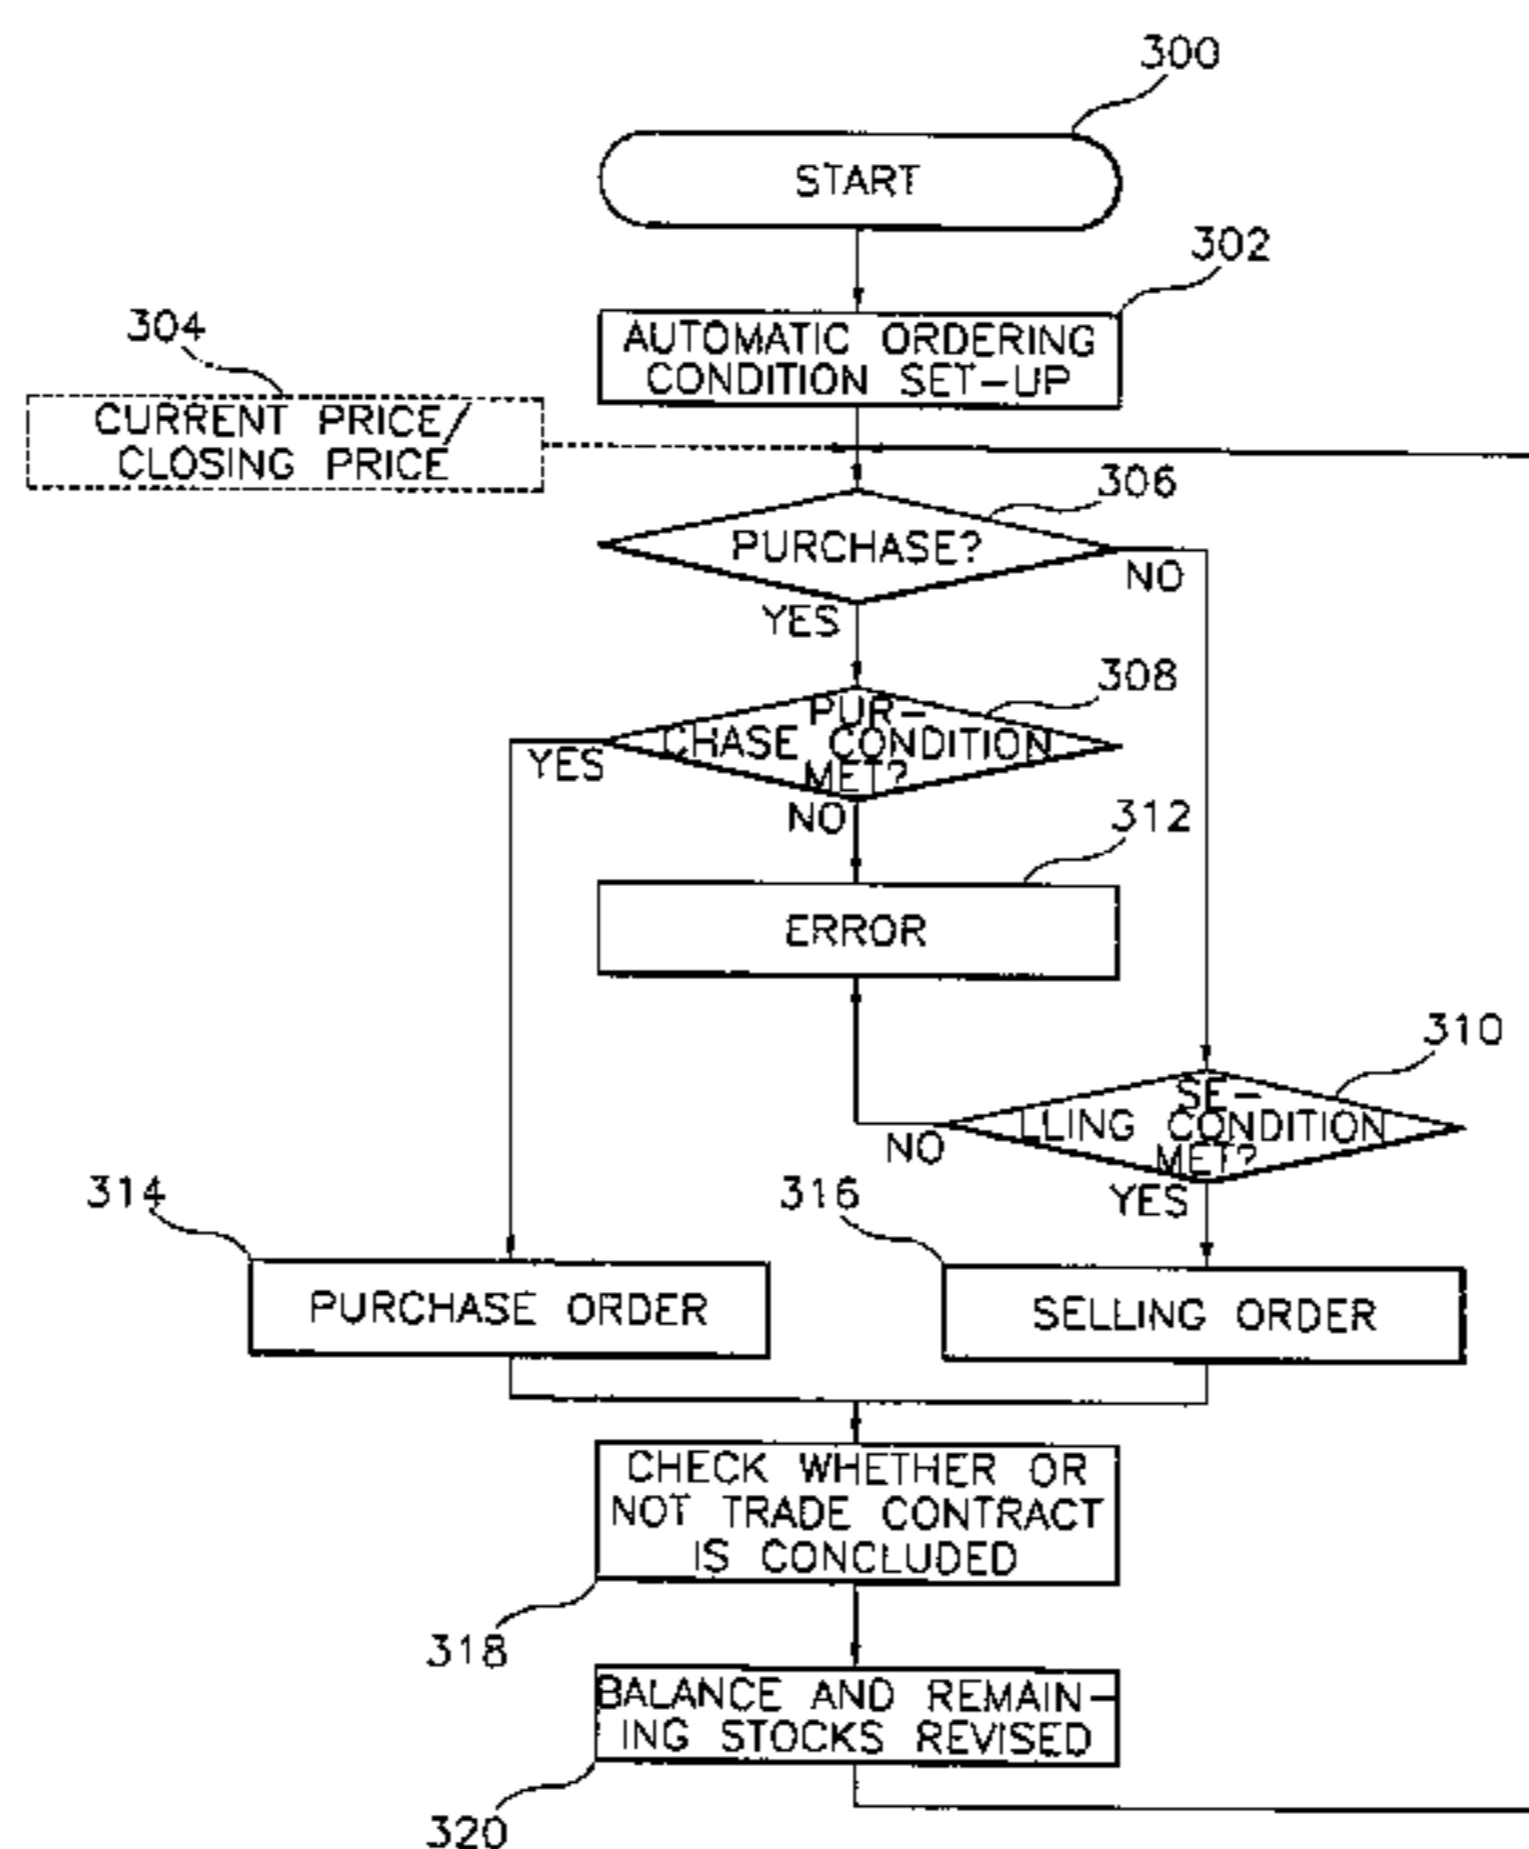 300
START
302
AUTOMATIC ORDERING
CONDITION SET-UP
304
CURRENT PRICE/
CLOSING PRICE
306
PURCHASE?
NO
YES
308
PUR-
CHASE CONDITION
MET?
YES
NO
312
ERROR
310
SE-
LLING CONDITION
MET?
NO
YES
314
316
PURCHASE ORDER
SELLING ORDER
CHECK WHETHER OR
NOT TRADE CONTRACT
IS CONCLUDED
318
BALANCE AND REMAIN-
ING STOCKS REVISED
320